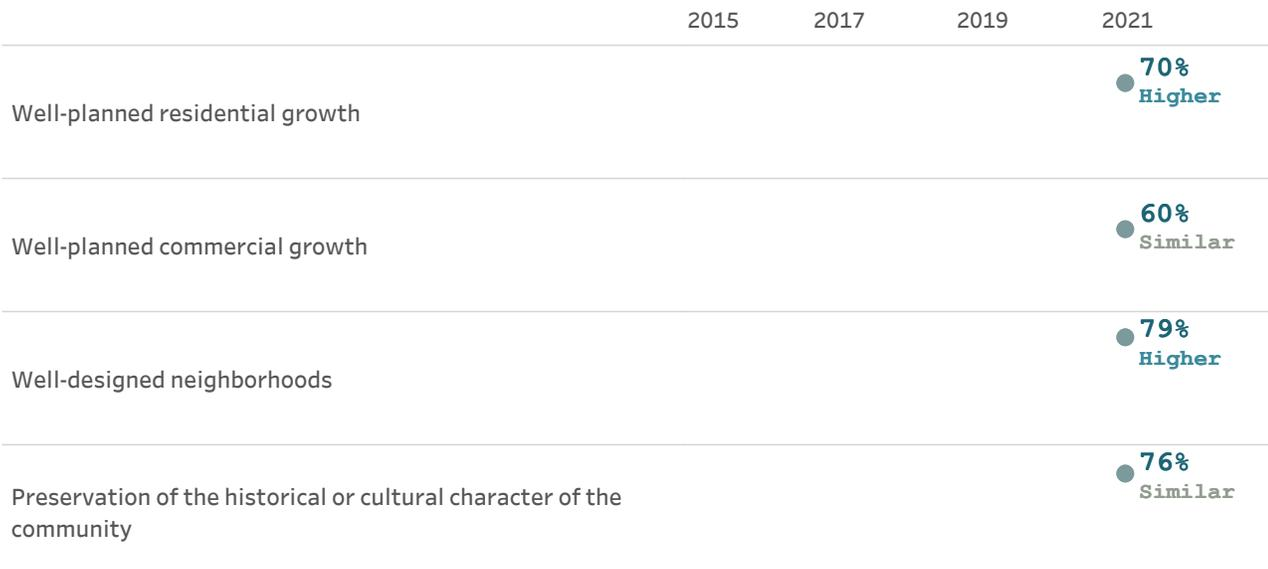 2015 2017 2019 2021
70%
Higher
Well-planned residential growth
60%
Similar
Well-planned commercial growth
79%
Higher
Well-designed neighborhoods
76%
Similar
Preservation of the historical or cultural character of the
community